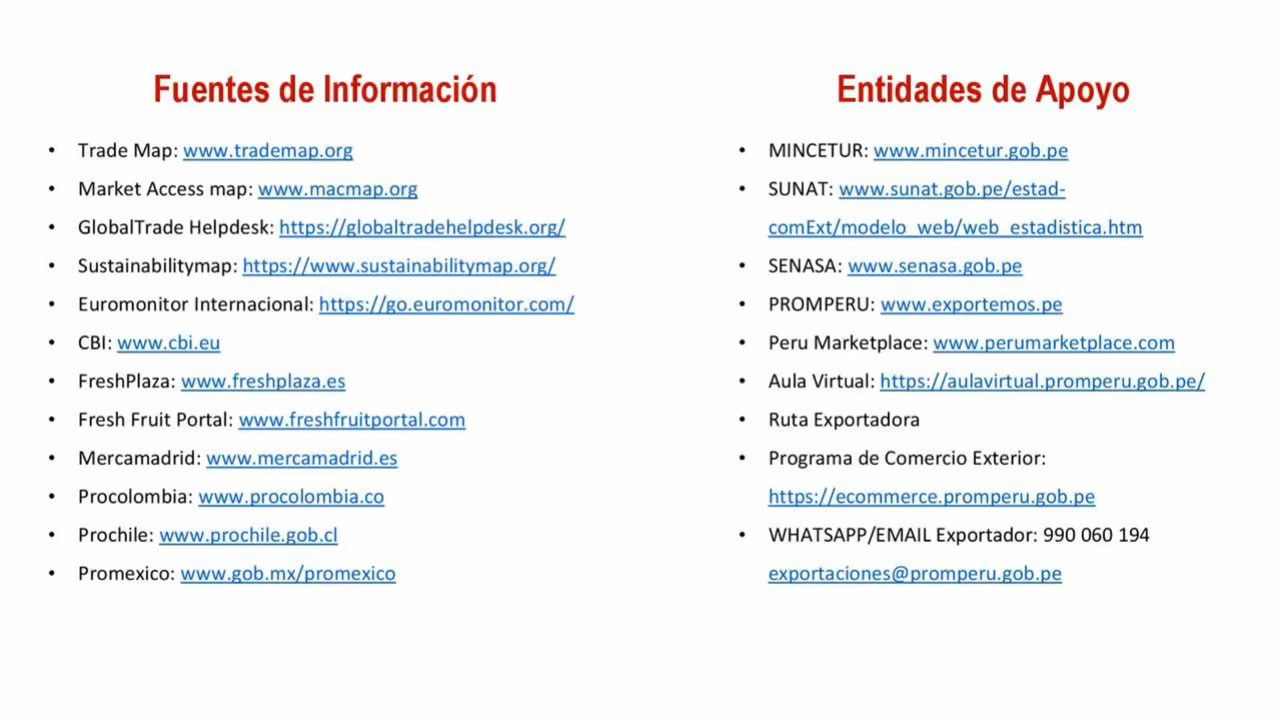 Fuentes de Información
• Trade Map: www.trademap.org
• Market Access map: www.macmap.org
• GlobalTrade Helpdesk: https://globaltradehelpdesk.org/
• Sustainabilitymap: https://www.sustainabilitymap.org/
• Euromonitor Internacional: https://go.euromonitor.com/
• CBI: www.cbi.eu
• FreshPlaza: www.freshplaza.es
• Fresh Fruit Portal: www.freshfruitportal.com
• Mercamadrid: www.mercamadrid.es
• Procolombia: www.procolombia.co
• Prochile: www.prochile.gob.cl
• Promexico: www.gob.mx/promexico
Entidades de Apoyo
• MINCETUR: www.mincetur.gob.pe
• SUNAT: www.sunat.gob.pe/estad-
comExt/modelo_web/web_estadistica.htm
• SENASA: www.senasa.gob.pe
• PROMPERU: www.exportemos.pe
• Peru Marketplace: www.perumarketplace.com
• Aula Virtual: https://aulavirtual.promperu.gob.pe/
• Ruta Exportadora
• Programa de Comercio Exterior:
https://ecommerce.promperu.gob.pe
• WHATSAPP/EMAIL Exportador: 990 060 194
exportaciones@promperu.gob.pe